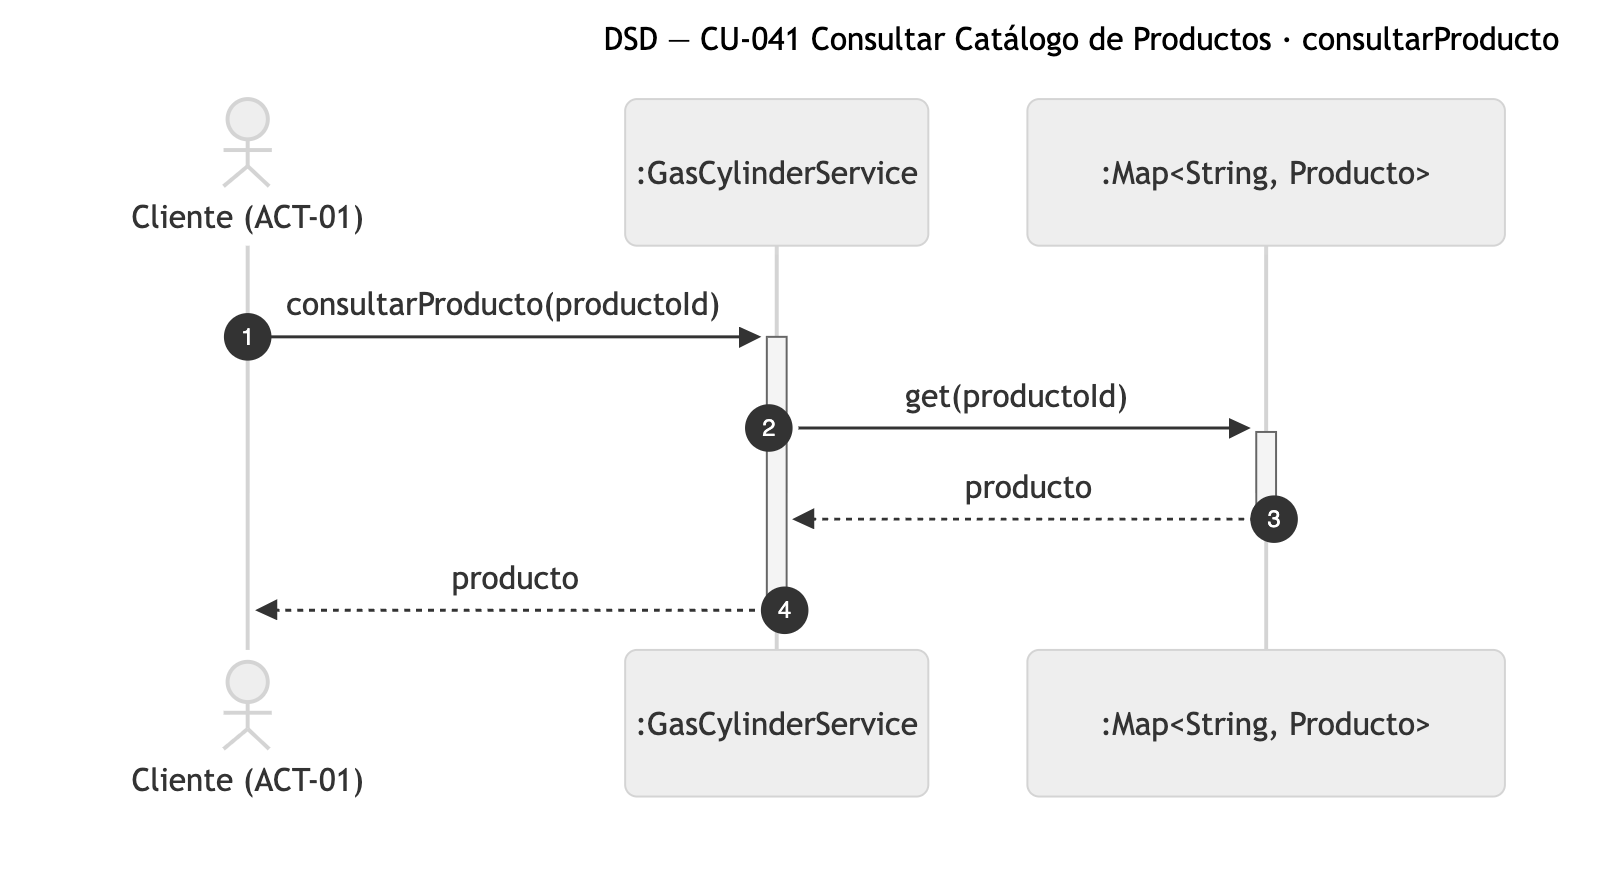 DSD — CU-041 Consultar Catálogo de Productos · consultarProducto
Cliente (ACT-01)
:GasCylinderService
:Map<String, Producto>
consultarProducto(productoId)
1
get(productoId)
2
producto
3
producto
4
Cliente (ACT-01)
:GasCylinderService
:Map<String, Producto>